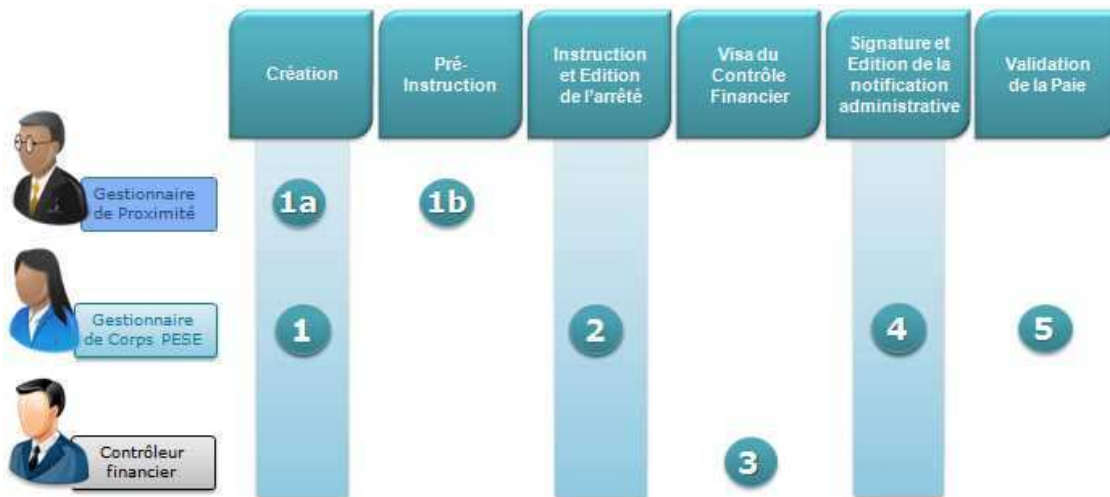 Création
Pré-
Instruction
Instruction
et Edition
de l'arrêté
Visa du
Contrôle
Financier
Signature et
Edition de la
notification
administrative
Validation
de la Paie
Gestionnaire
de Proximité
1a
1b
Gestionnaire
de Corps PESE
1
2
4
5
Contrôleur
financier
3